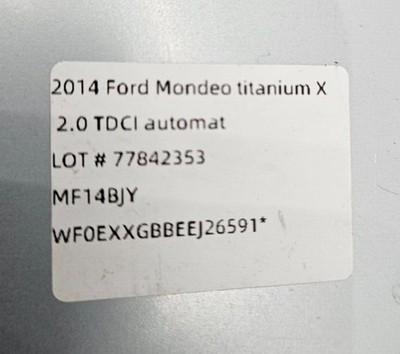 2014 Ford Mondeo titanium X
2.0 TDCI automat
LOT # 77842353
MF14BJY
WF0EXXGBBEEJ26591*